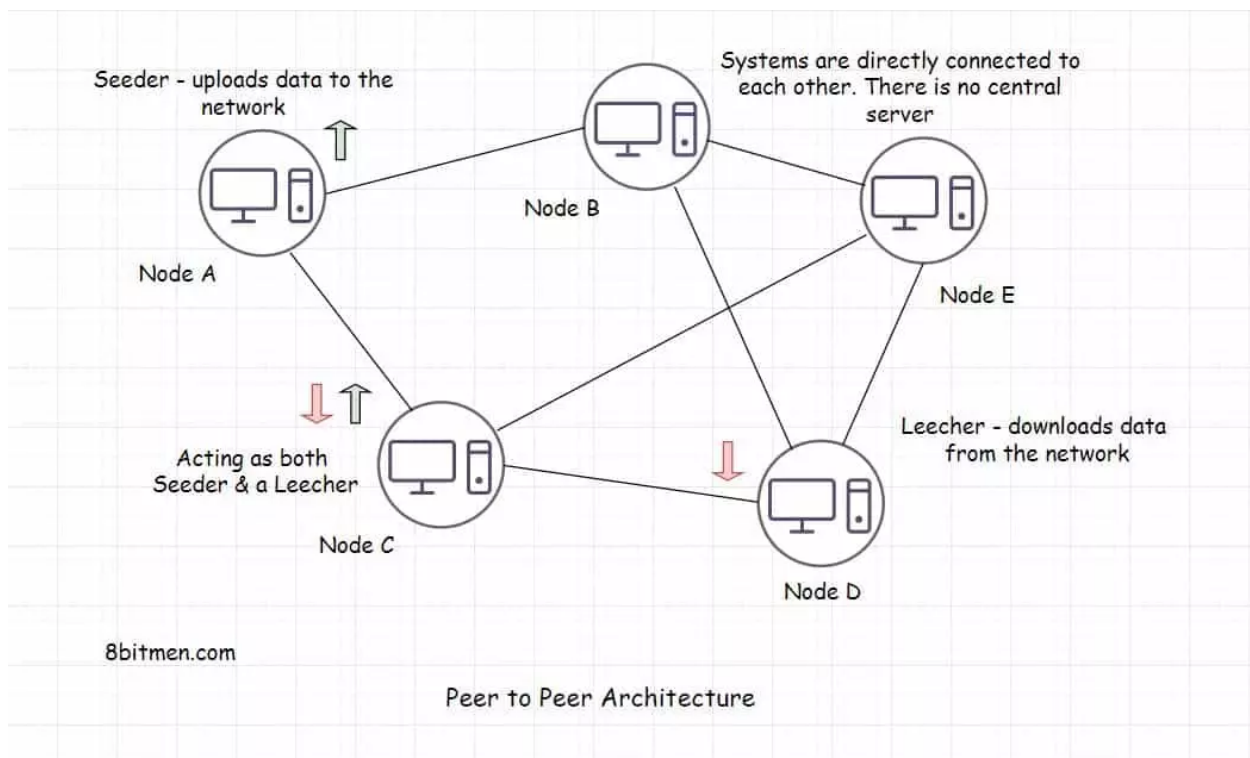 Seeder - uploads data to the
network
Systems are directly connected to
each other. There is no central
server
Node B
Node A
Node E
Leecher - downloads data
from the network
Acting as both
Seeder & a Leecher
Node C
Node D
8bitmen.com
Peer to Peer Architecture